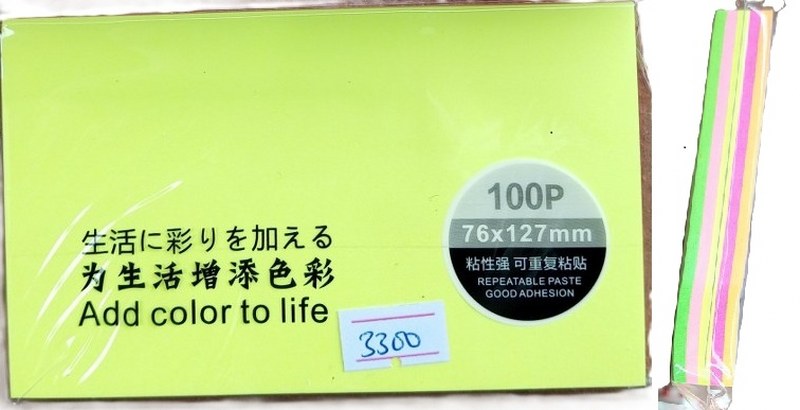 生活に彩りを加える
为生活增添色彩
Add color to life
100P
76x127mm
粘性强 可重复粘贴
REPEATABLE PASTE
GOOD ADHESION
3300